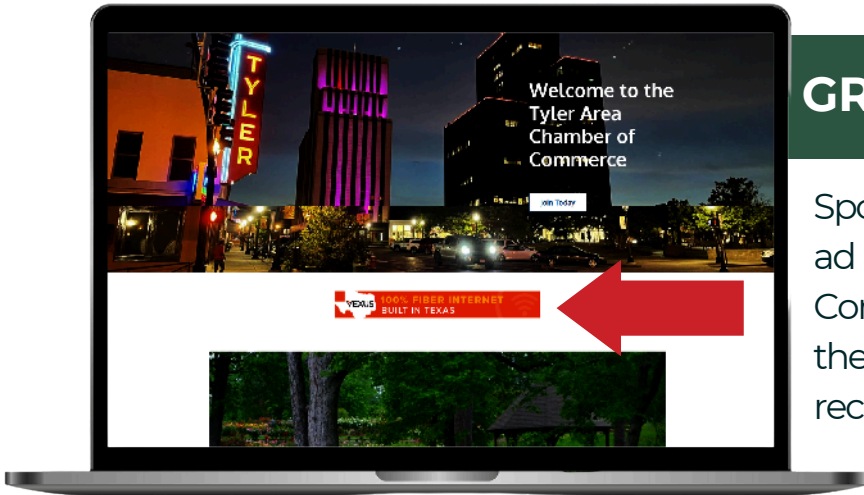 TYLER
Welcome to the
Tyler Area
Chamber of
Commerce
Join Today
VEXUS
100% FIBER INTERNET
BUILT IN TEXAS
GR
Spo
ad
Cor
the
rec